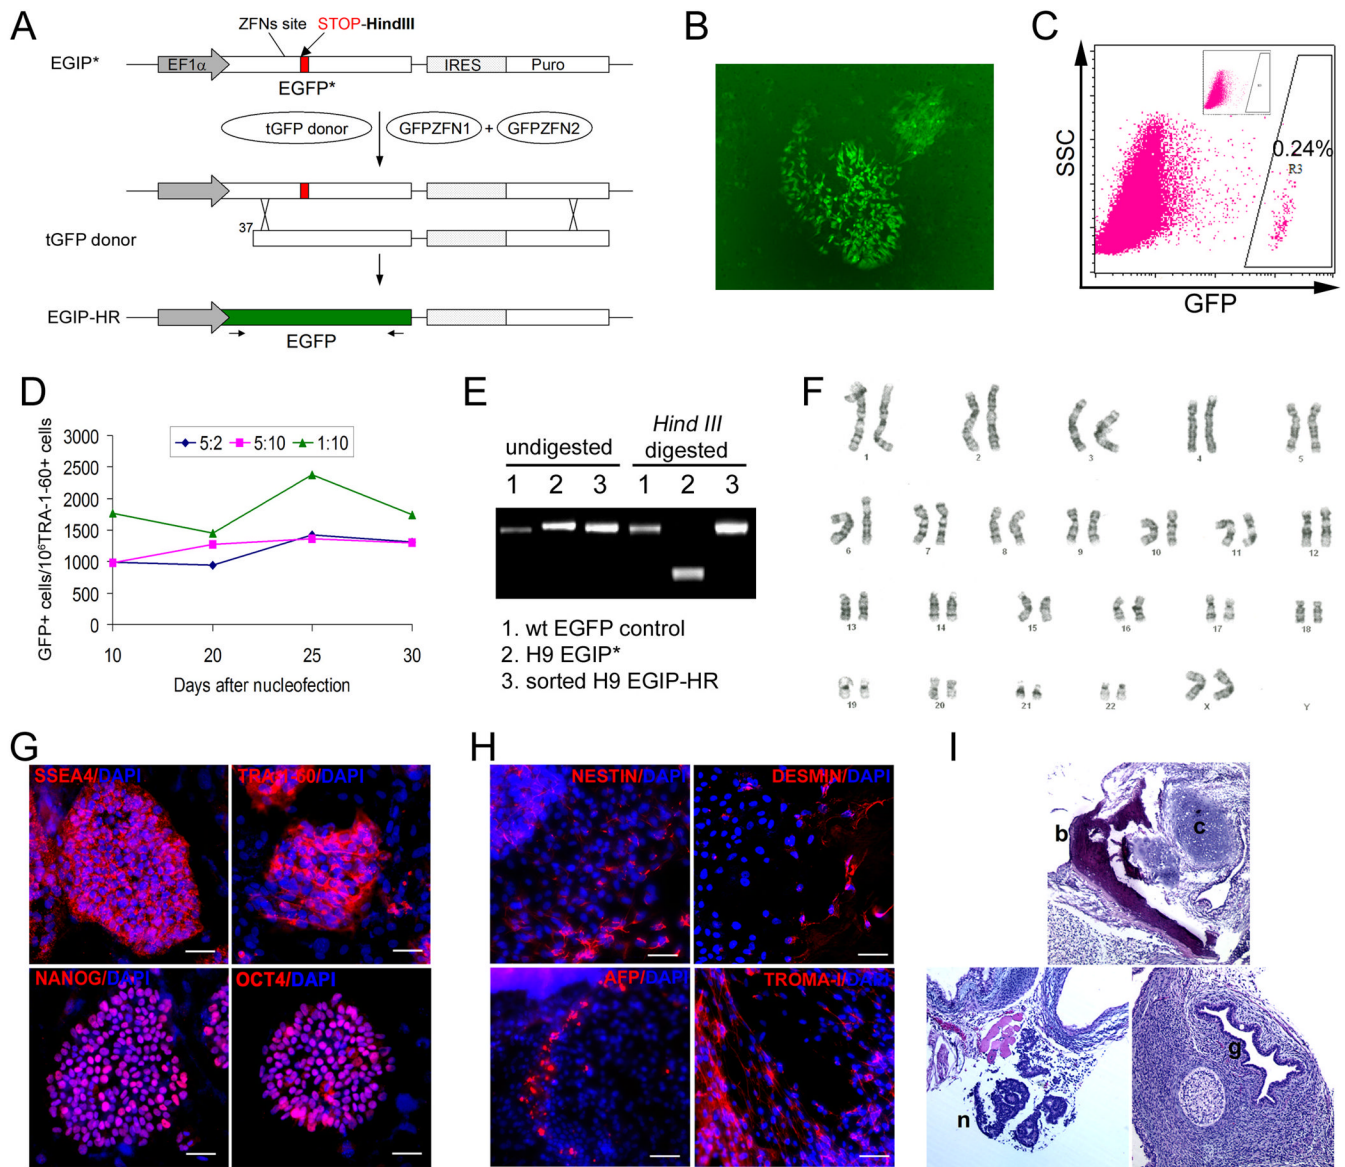 A
ZFNs site
STOP-HindIII
EGIP*
EF1α
IRES
Puro
EGFP*
tGFP donor
GFPZFN1
+
GFPZFN2
37
tGFP donor
EGIP-HR
EGFP
B
C
SSC
0.24%
R3
GFP
D
GFP+ cells/10⁶TRA-1-60+ cells
3000
2500
2000
1500
1000
500
0
5:2
5:10
1:10
10 20 25 30
Days after nucleofection
E
undigested
Hind III
digested
1 2 3 1 2 3
1. wt EGFP control
2. H9 EGIP*
3. sorted H9 EGIP-HR
F
1 2 3 4 5
6 7 8 9 10 11 12
13 14 15 16 17 18
19 20 21 22 X Y
G
SSEA4/DAPI
TRA-1-60/DAPI
NANOG/DAPI
OCT4/DAPI
H
NESTIN/DAPI
DESMIN/DAPI
AFP/DAPI
TROMA-I/DAPI
I
b
c
n
g